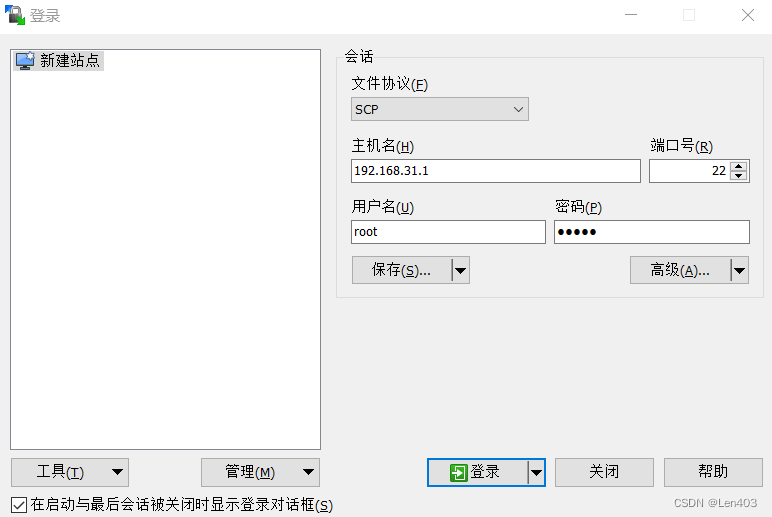 登录
新建站点
会话
文件协议(F)
SCP
主机名(H) 端口号(R)
192.168.31.1 22
用户名(U) 密码(P)
root ●●●●●
保存(S)... 高级(A)...
工具(T) 管理(M) 登录 关闭 帮助
在启动与最后会话被关闭时显示登录对话框(S)
CSDN @Len403